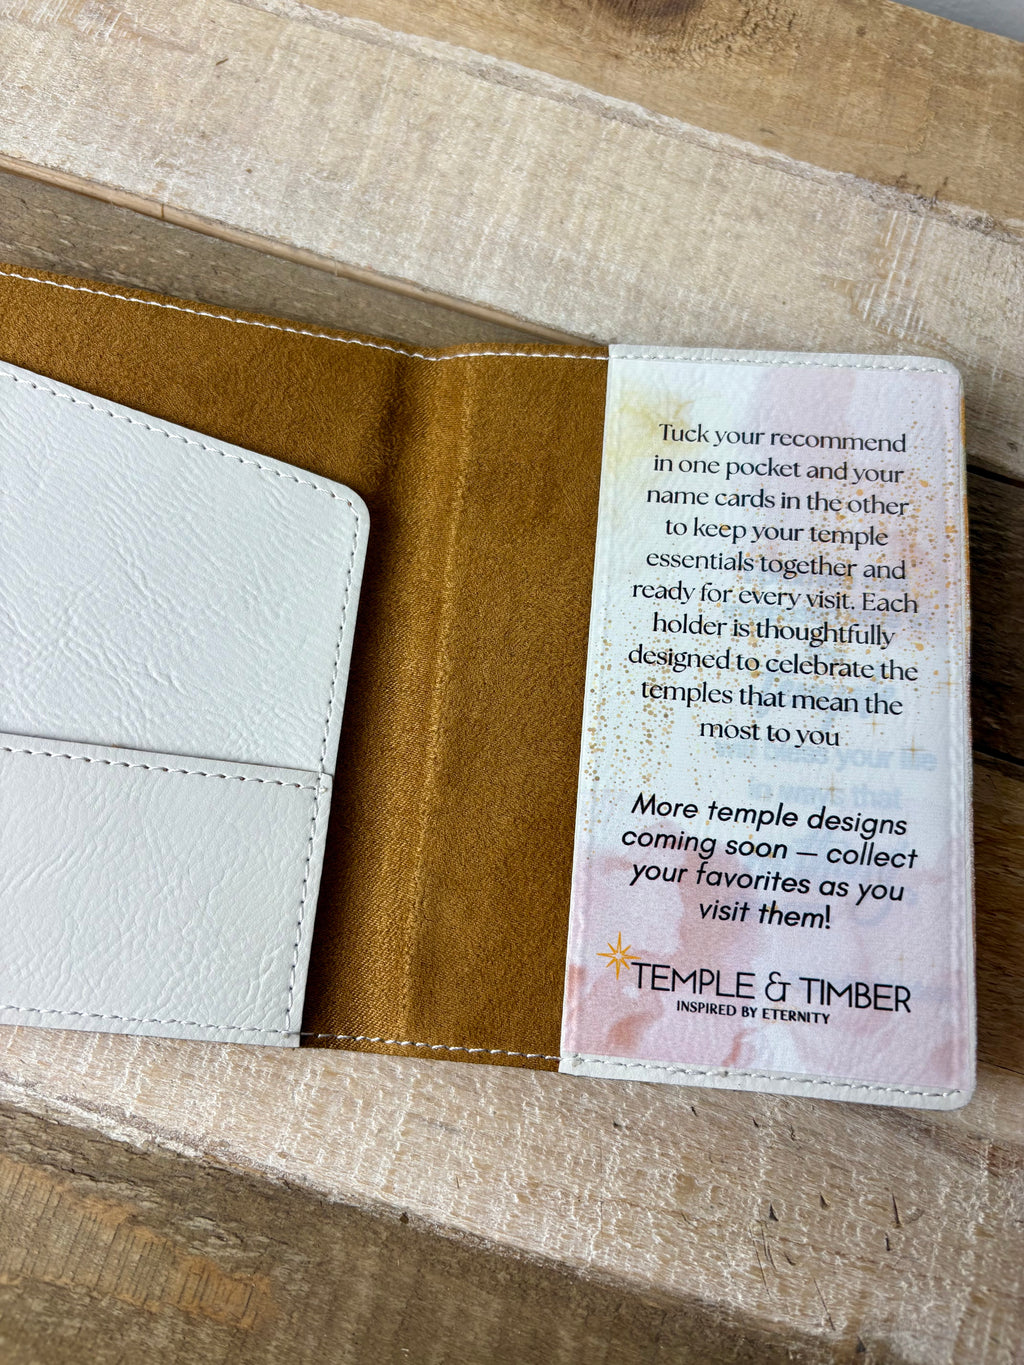 Tuck your recommend
in one pocket and your
name cards in the other
to keep your temple
essentials together and
ready for every visit. Each
holder is thoughtfully
designed to celebrate the
temples that mean the
most to you
More temple designs
coming soon — collect
your favorites as you
visit them!
TEMPLE & TIMBER
INSPIRED BY ETERNITY